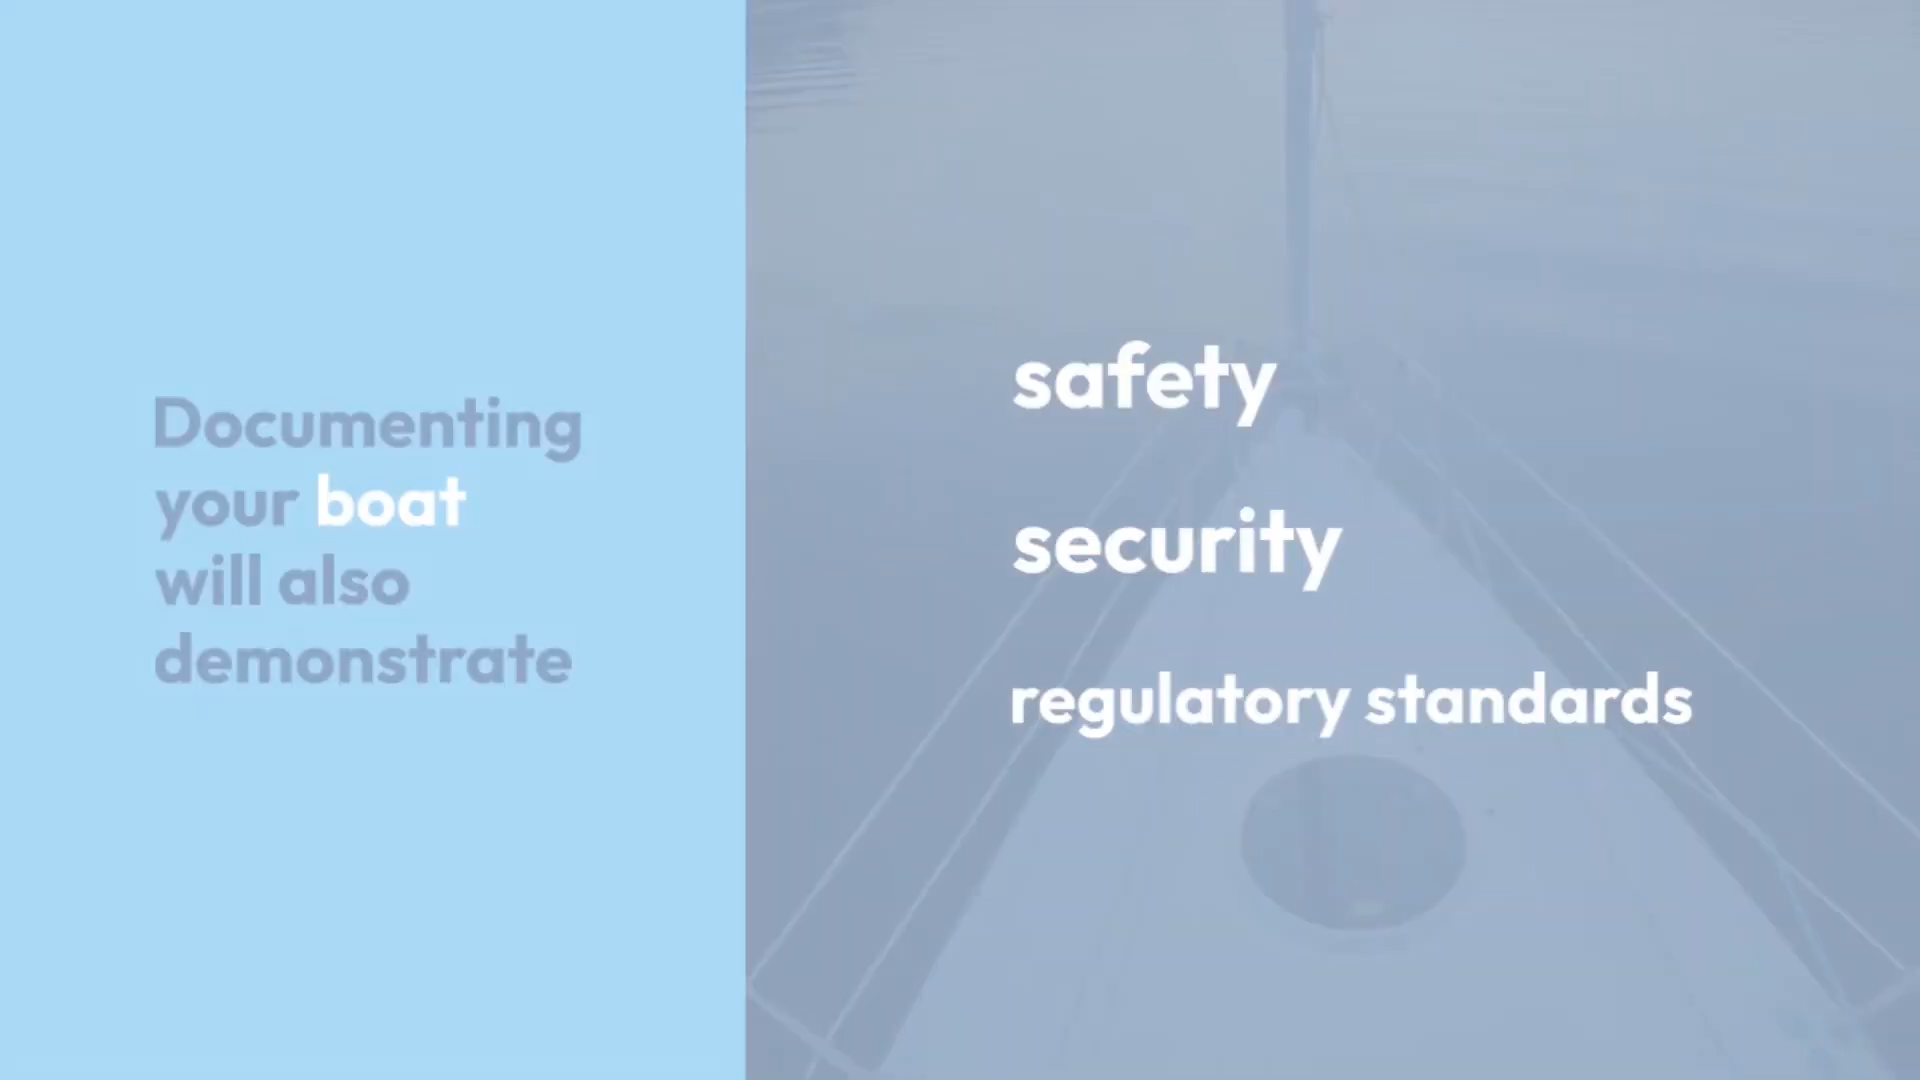 Documenting
your boat
will also
demonstrate
safety
security
regulatory standards